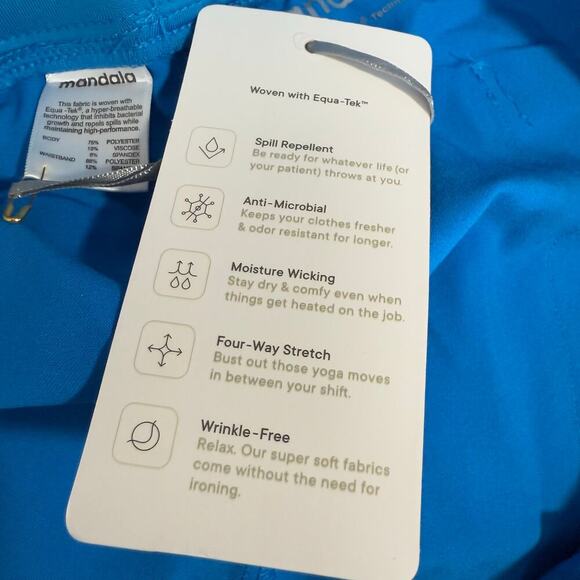 mandala
This fabric is woven with
Equa-Tek®, a hyper-breathable
technology that inhibits bacterial
growth and repels spills while
maintaining high-performance.
BODY 75% POLYESTER
19% VISCOSE
6% SPANDEX
WAISTBAND 88% POLYESTER
12%
Woven with Equa-Tek™
Spill Repellent
Be ready for whatever life (or
your patient) throws at you.
Anti-Microbial
Keeps your clothes fresher
& odor resistant for longer.
Moisture Wicking
Stay dry & comfy even when
things get heated on the job.
Four-Way Stretch
Bust out those yoga moves
in between your shift.
Wrinkle-Free
Relax. Our super soft fabrics
come without the need for
ironing.